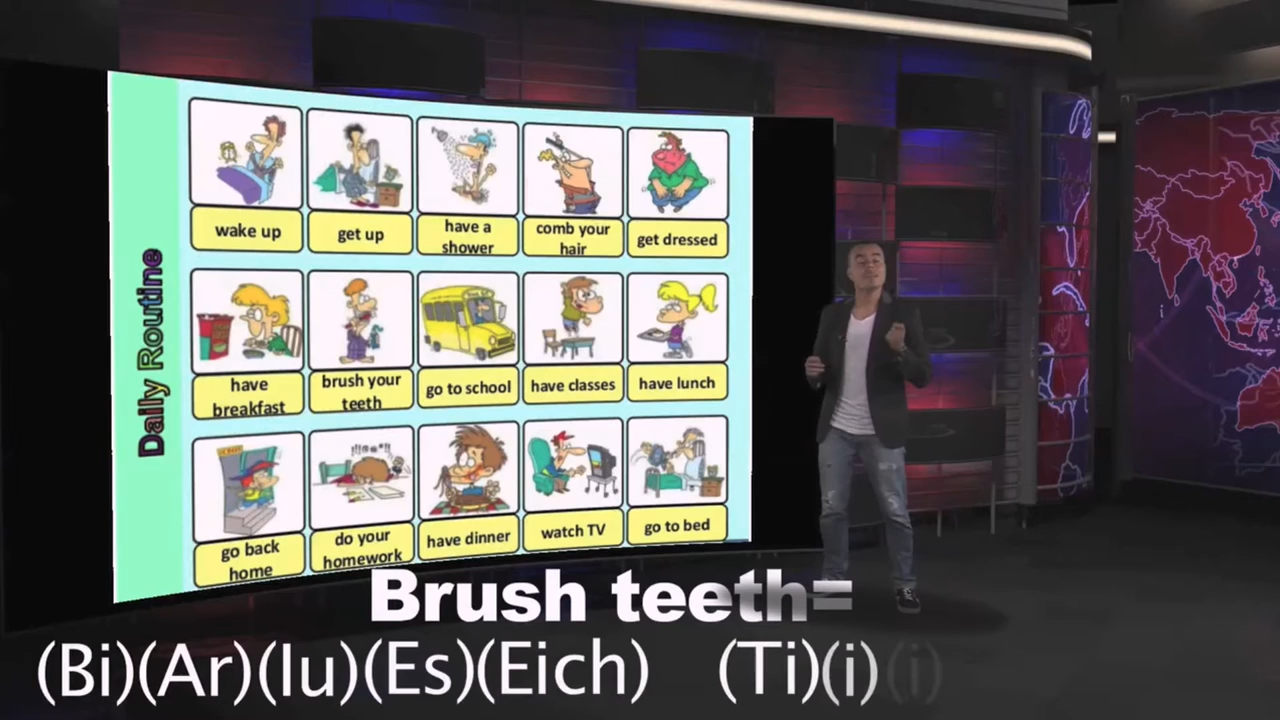 Daily Routine
wake up
get up
have a
shower
comb your
hair
get dressed
have
breakfast
brush your
teeth
go to school
have classes
have lunch
go back
home
do your
homework
have dinner
watch TV
go to bed
Brush teeth=
(Bi)(Ar)(Iu)(Es)(Eich) (Ti)(i)(i)